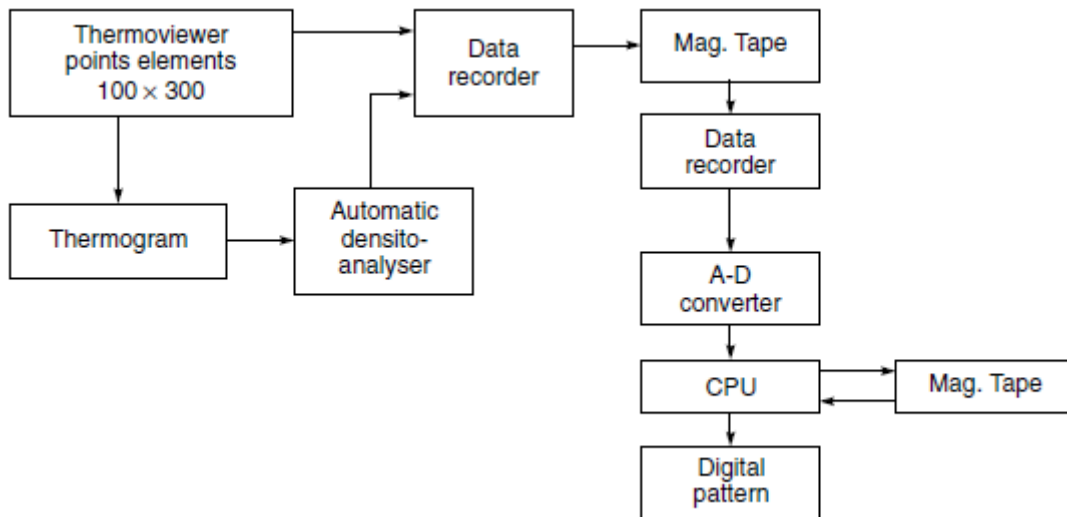 Thermoviewer
points elements
100 × 300
Data
recorder
Mag. Tape
Data
recorder
Thermogram
Automatic
densito-
analyser
A-D
converter
CPU
Mag. Tape
Digital
pattern